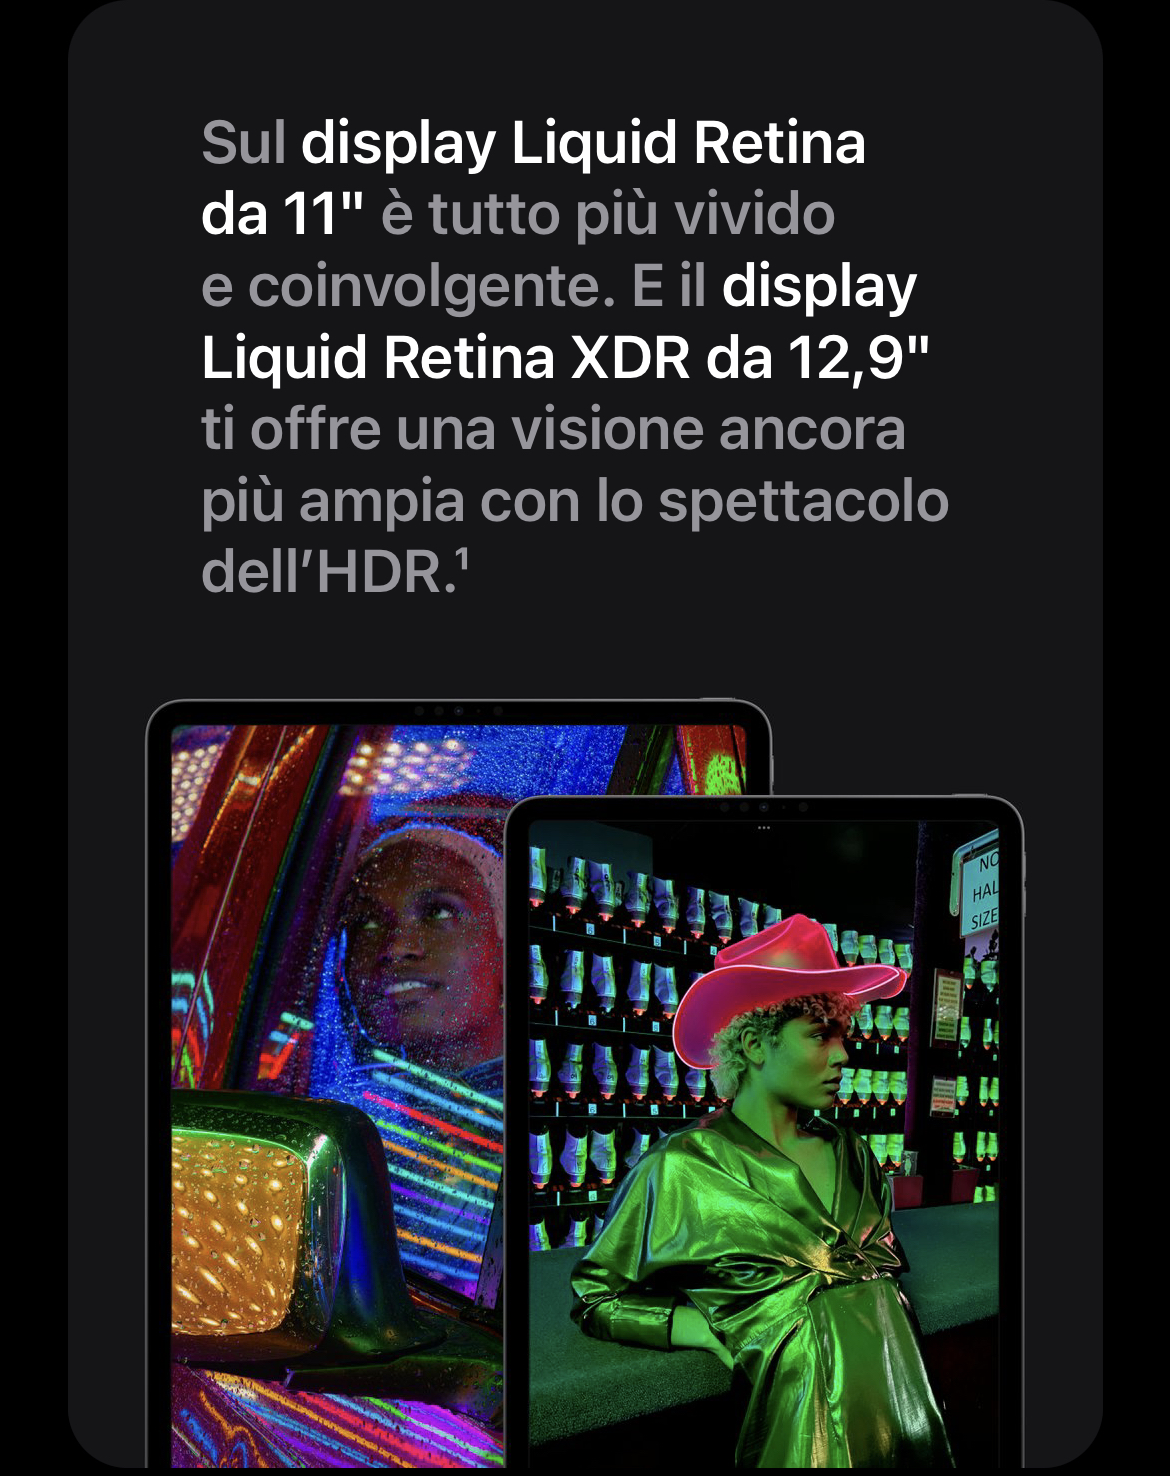 Sul display Liquid Retina
da 11" è tutto più vivido
e coinvolgente. E il display
Liquid Retina XDR da 12,9"
ti offre una visione ancora
più ampia con lo spettacolo
dell’HDR.¹
NO
HAL
SIZE